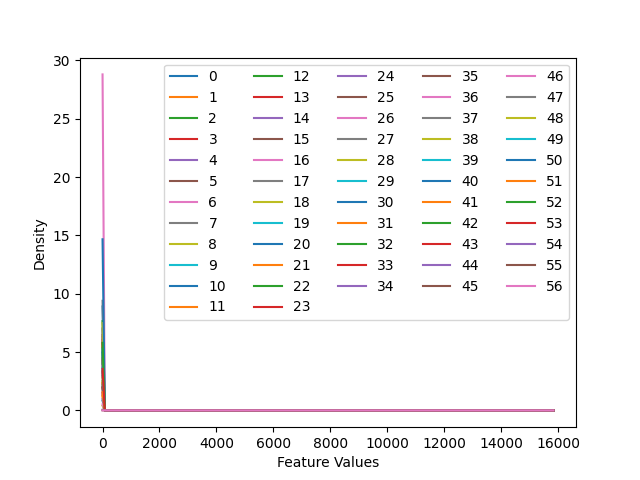 30
25
20
15
10
5
0
Density
0 2000 4000 6000 8000 10000 12000 14000 16000
Feature Values
0 12 24 35 46
1 13 25 36 47
2 14 26 37 48
3 15 27 38 49
4 16 28 39 50
5 17 29 40 51
6 18 30 41 52
7 19 31 42 53
8 20 32 43 54
9 21 33 44 55
10 22 34 45 56
11 23